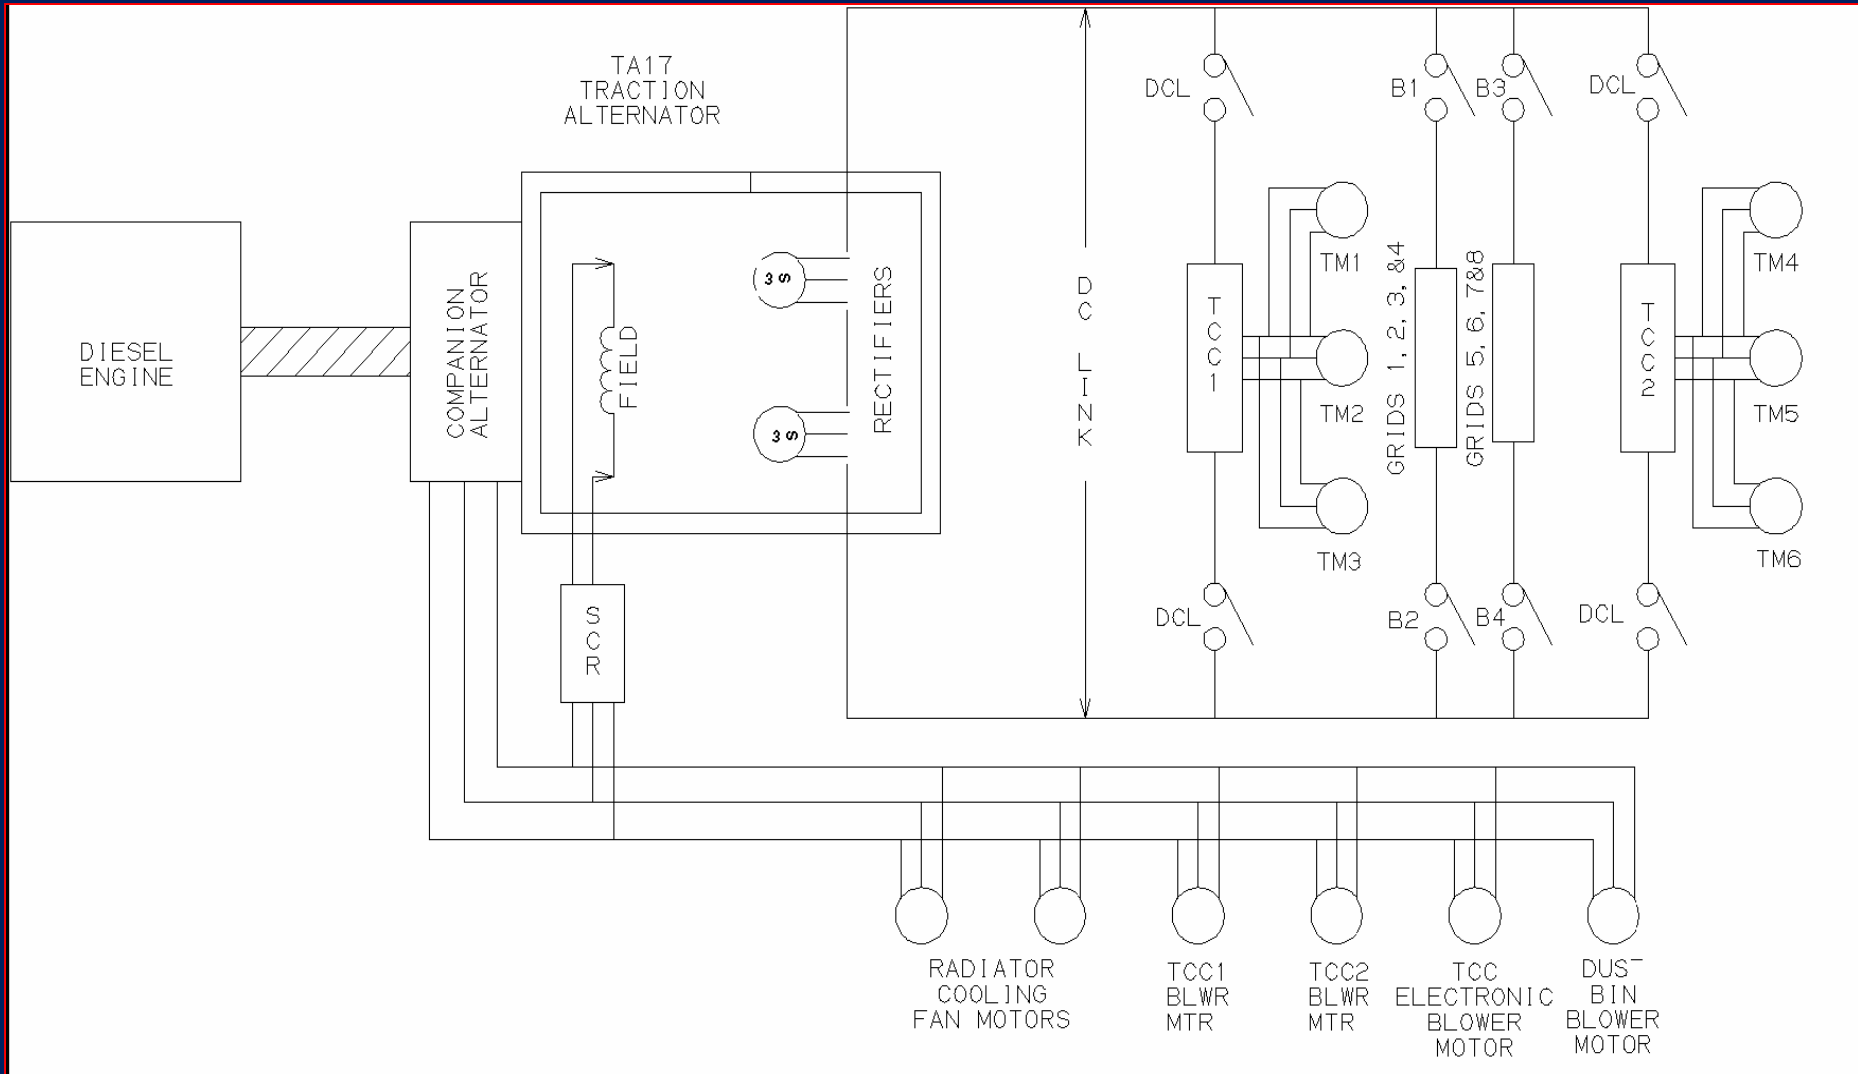 TA17
TRACTION
ALTERNATOR
DCL
B1
B3
DCL
DIESEL
ENGINE
COMPANION
ALTERNATOR
FIELD
3 S
3 S
RECTIFIERS
DC LINK
TCC1
TM1
TM2
TM3
GRIDS 1, 2, 3, &4
GRIDS 5, 6, 7&8
TCC2
TM4
TM5
TM6
SCR
DCL
B2
B4
DCL
RADIATOR
COOLING
FAN MOTORS
TCC1
BLWR
MTR
TCC2
BLWR
MTR
TCC
ELECTRONIC
BLOWER
MOTOR
DUST
BIN
BLOWER
MOTOR